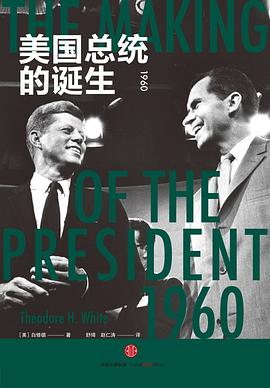 THE MAKING
美国总统
的诞生
1960
OF THE
PRESIDENT
1960
Theodore H. White
[美] 白修德 著 舒绮 赵仁涛 译